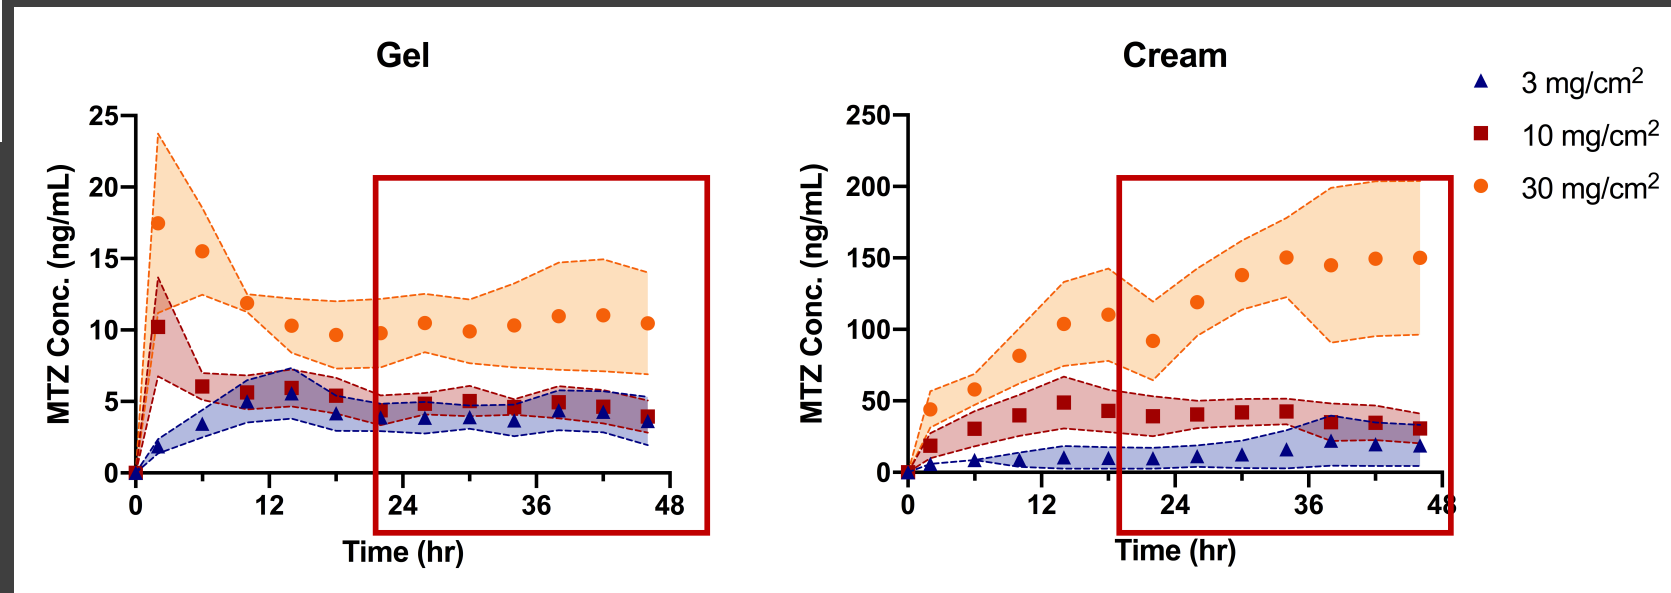 Gel
MTZ Conc. (ng/mL)
25
20
15
10
5
0
0 12 24 36 48
Time (hr)
Cream
MTZ Conc. (ng/mL)
250
200
150
100
50
0
0 12 24 36 48
Time (hr)
3 mg/cm²
10 mg/cm²
30 mg/cm²